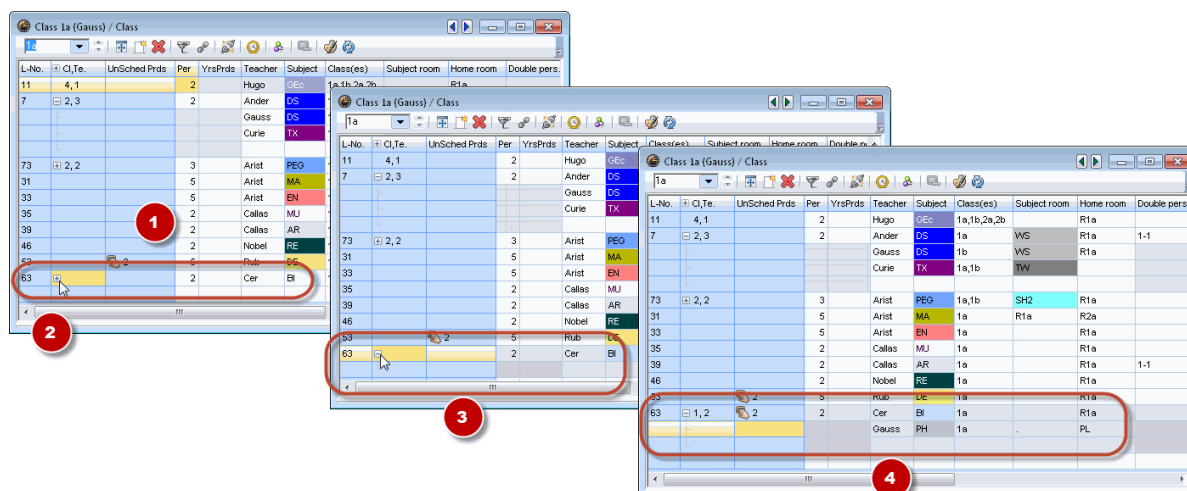 Class 1a (Gauss) / Class
1a
L-No. Cl,Te. UnSched Prds Per YrsPrds Teacher Subject Class(es) Subject room Home room Double pers.
11 4, 1 2 Hugo GEc 1a,1b,2a,2b R1a
7 2, 3 2 Ander DS
Gauss DS
Curie TX
73 2, 2 3 Arist PEG
31 5 Arist MA
33 5 Arist EN
35 2 Callas MU
39 2 Callas AR
46 2 Nobel RE
53 2 5 Rub DE
63 2 Cer BI
1
2
Class 1a (Gauss) / Class
1a
L-No. Cl,Te. UnSched Prds Per YrsPrds Teacher Subject Class(es) Subject room Home room
11 4, 1 2 Hugo GEc
7 2, 3 2 Ander DS
Gauss DS
Curie TX
73 2, 2 3 Arist PEG
31 5 Arist MA
33 5 Arist EN
35 2 Callas MU
39 2 Callas AR
46 2 Nobel RE
53 2 5 Rub DE
63 2 Cer BI
3
Class 1a (Gauss) / Class
1a
L-No. Cl,Te. UnSched Prds Per YrsPrds Teacher Subject Class(es) Subject room Home room Double pers
11 4, 1 2 Hugo GEc 1a,1b,2a,2b R1a
7 2, 3 2 Ander DS 1a WS R1a 1-1
Gauss DS 1b WS R1a
Curie TX 1a,1b TW
73 2, 2 3 Arist PEG 1a,1b SH2 R1a
31 5 Arist MA 1a R1a R2a
33 5 Arist EN 1a R1a
35 2 Callas MU 1a R1a
39 2 Callas AR 1a R1a 1-1
46 2 Nobel RE 1a R1a
53 2 5 Rub DE 1a R1a
63 1, 2 2 2 Cer BI 1a R1a
Gauss PH 1a . PL
4